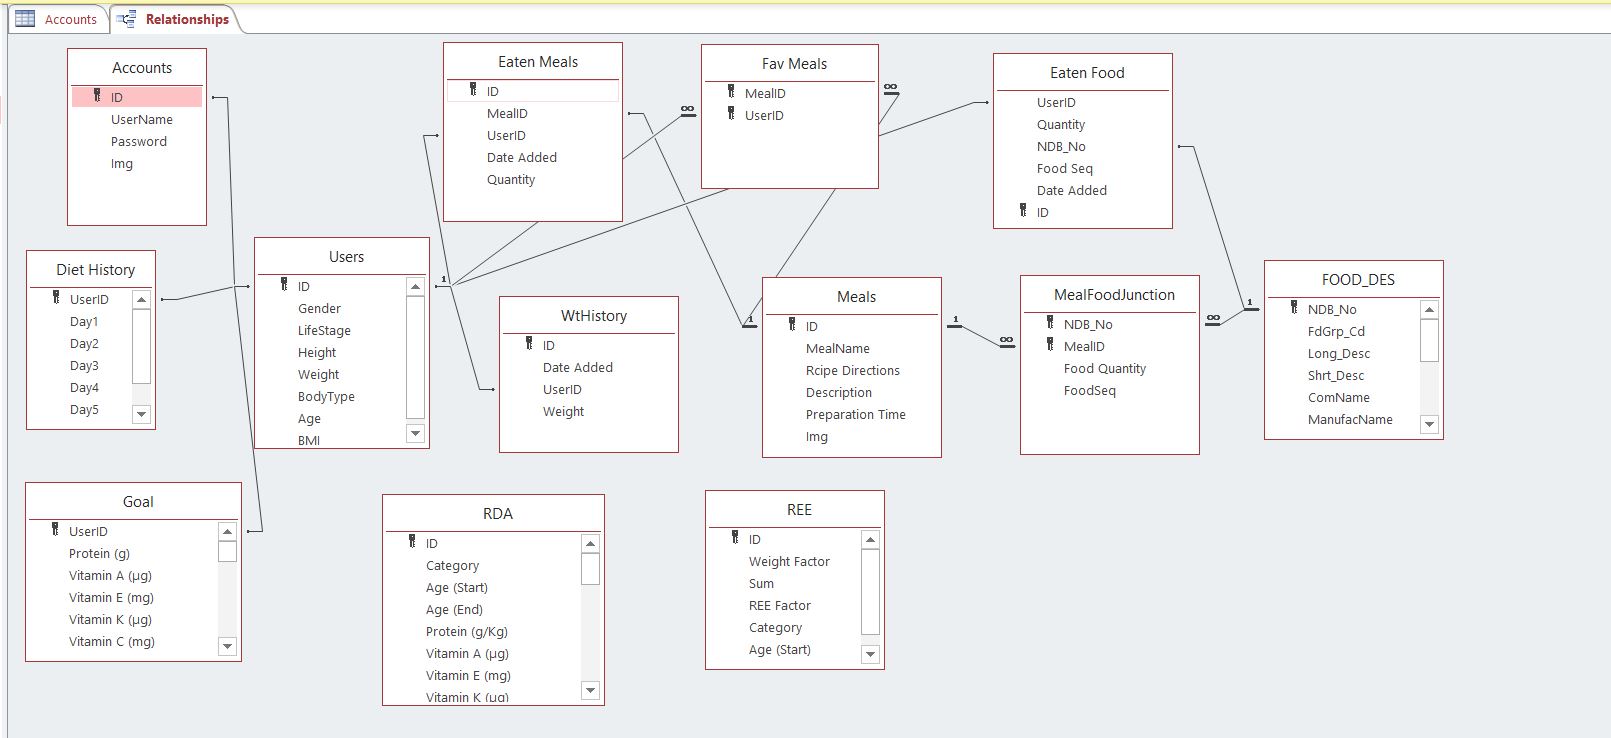 Accounts
Relationships
Accounts
ID
UserName
Password
Img
Eaten Meals
ID
MealID
UserID
Date Added
Quantity
Fav Meals
MealID
UserID
Eaten Food
UserID
Quantity
NDB_No
Food Seq
Date Added
ID
Diet History
UserID
Day1
Day2
Day3
Day4
Day5
Users
ID
Gender
LifeStage
Height
Weight
BodyType
Age
BMI
WtHistory
ID
Date Added
UserID
Weight
Meals
ID
MealName
Rcipe Directions
Description
Preparation Time
Img
MealFoodJunction
NDB_No
MealID
Food Quantity
FoodSeq
FOOD_DES
NDB_No
FdGrp_Cd
Long_Desc
Shrt_Desc
ComName
ManufacName
Goal
UserID
Protein (g)
Vitamin A (µg)
Vitamin E (mg)
Vitamin K (µg)
Vitamin C (mg)
RDA
ID
Category
Age (Start)
Age (End)
Protein (g/Kg)
Vitamin A (µg)
Vitamin E (mg)
Vitamin K (µg)
REE
ID
Weight Factor
Sum
REE Factor
Category
Age (Start)
1
∞
∞
1
1
∞
∞
1